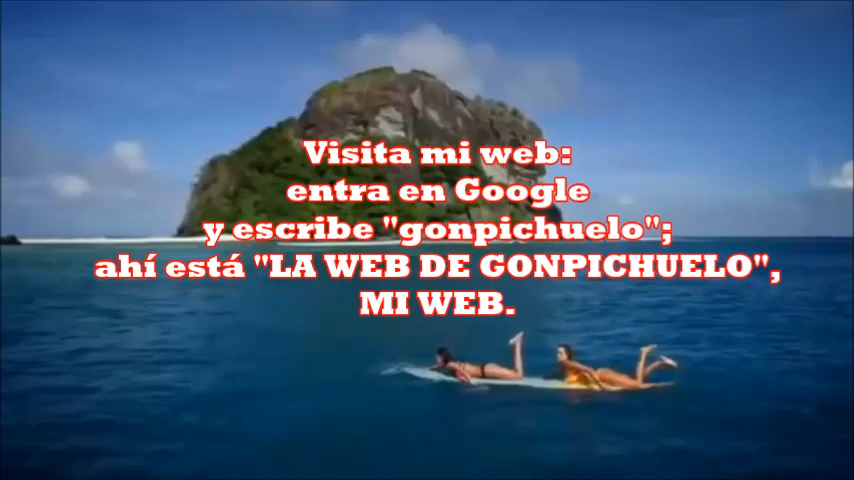 Visita mi web:
entra en Google
y escribe "gonpichuelo";
ahí está "LA WEB DE GONPICHUELO",
MI WEB.